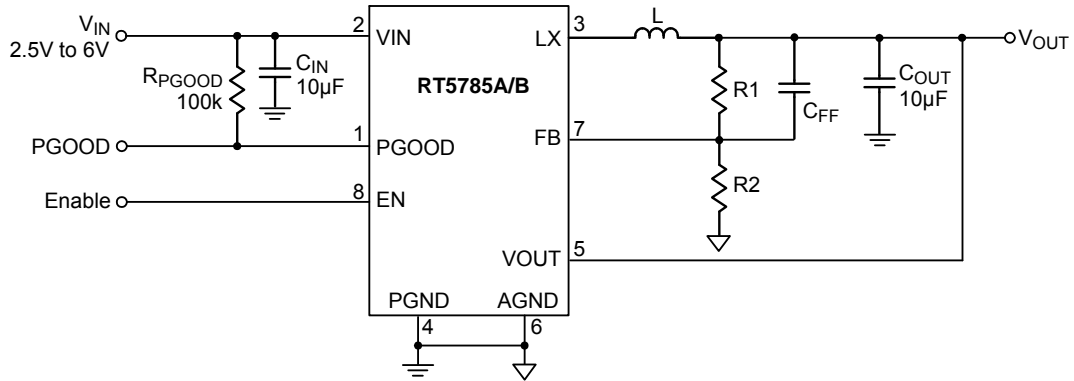 V_IN
2.5V to 6V
2
VIN
R_PGOOD
100k
C_IN
10µF
PGOOD
1
PGOOD
Enable
8
EN
RT5785A/B
LX
3
L
V_OUT
R1
C_FF
C_OUT
10µF
FB
7
R2
VOUT
5
PGND
4
AGND
6